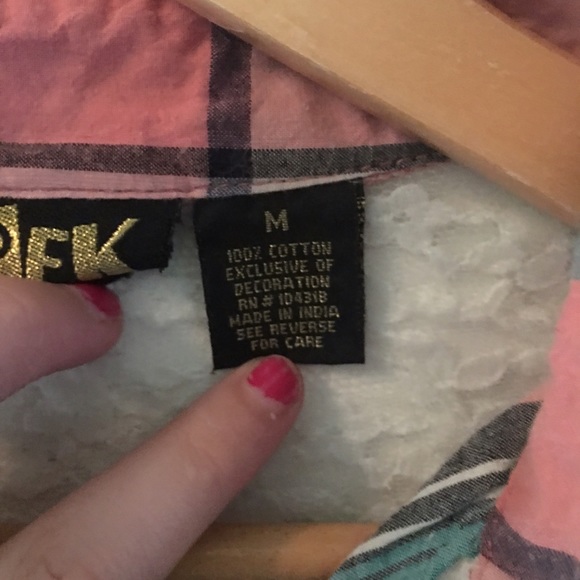 M
100% COTTON
EXCLUSIVE OF
DECORATION
RN # 104318
MADE IN INDIA
SEE REVERSE
FOR CARE